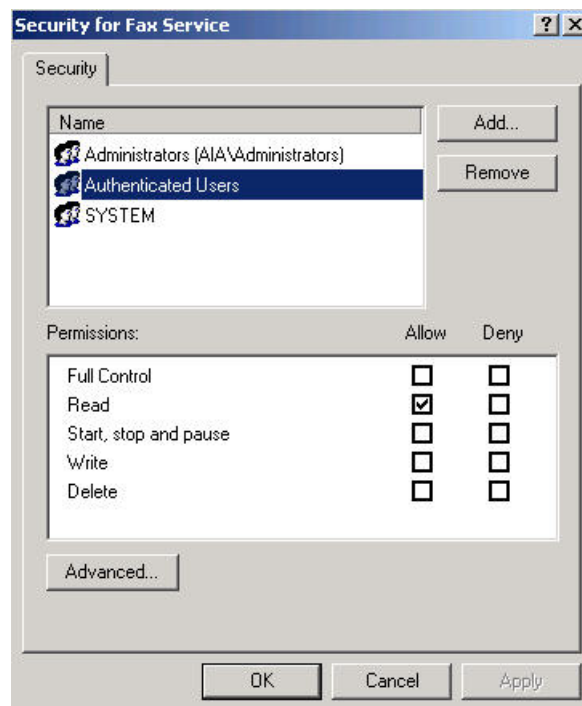 Security for Fax Service
Security
Name
Add...
Administrators (AIA\Administrators)
Remove
Authenticated Users
SYSTEM
Permissions: Allow Deny
Full Control
Read
Start, stop and pause
Write
Delete
Advanced...
OK Cancel Apply